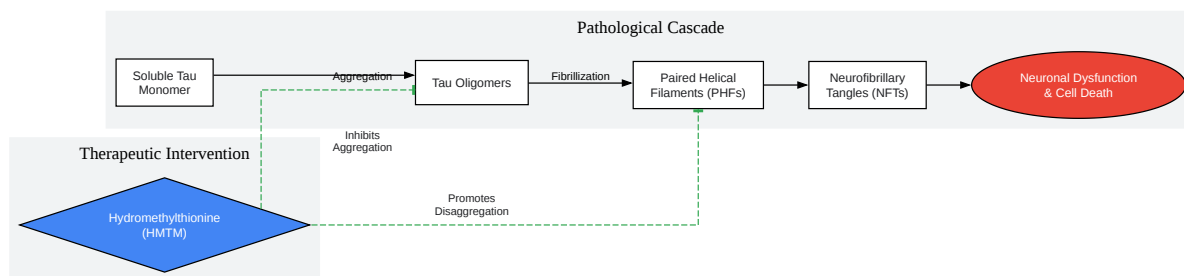 Pathological Cascade
Soluble Tau
Monomer
Aggregation
Tau Oligomers
Fibrillization
Paired Helical
Filaments (PHFs)
Neurofibrillary
Tangles (NFTs)
Neuronal Dysfunction
& Cell Death
Inhibits
Aggregation
Therapeutic Intervention
Promotes
Disaggregation
Hydromethylthionine
(HMTM)